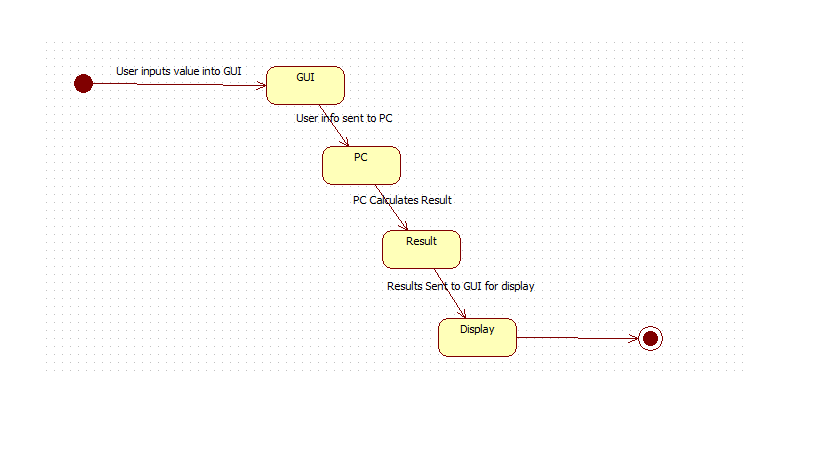 User inputs value into GUI
GUI
User info sent to PC
PC
PC Calculates Result
Result
Results Sent to GUI for display
Display